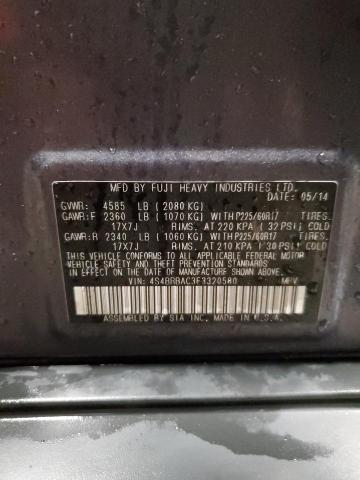 MFD BY FUJI HEAVY INDUSTRIES LTD.
DATE: 05/14
GVWR: 4585 LB (2080 KG)
GAWR:F 2360 LB (1070 KG) WITH P225/60R17 TIRES.
17X7J RIMS, AT 220 KPA (32 PSI) COLD
GAWR:R 2340 LB (1060 KG) WITH P225/60R17 TIRES.
17X7J RIMS, AT 210 KPA (30 PSI) COLD
THIS VEHICLE CONFORMS TO ALL APPLICABLE FEDERAL MOTOR
VEHICLE SAFETY, BUMPER, AND THEFT PREVENTION STANDARDS
IN EFFECT ON THE DATE OF MANUFACTURE SHOWN ABOVE.
VIN: 4S4BRBAC3F3320580 MPV
ASSEMBLED BY SIA INC. MADE IN U.S.A.